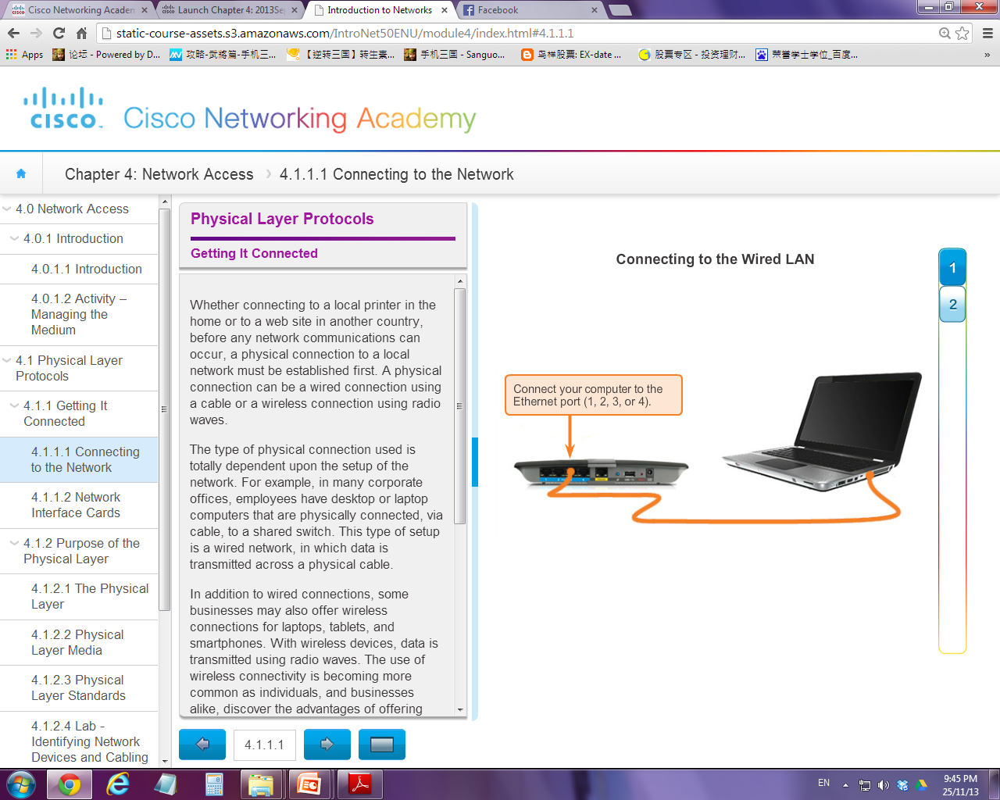 Cisco Networking Academ
Launch Chapter 4: 2013Se
Introduction to Networks
Facebook
static-course-assets.s3.amazonaws.com/IntroNet50ENU/module4/index.html#4.1.1.1
Apps
论坛 - Powered by D...
攻略-武將篇-手机三...
【逆转三国】转生素...
手机三国 - Sanguo...
鸟样股票: EX-date ...
股票专区 - 投资理财...
荣誉学士学位_百度...
»
cisco.
Cisco Networking Academy
Chapter 4: Network Access
4.1.1.1 Connecting to the Network
4.0 Network Access
4.0.1 Introduction
4.0.1.1 Introduction
4.0.1.2 Activity –
Managing the
Medium
4.1 Physical Layer
Protocols
4.1.1 Getting It
Connected
4.1.1.1 Connecting
to the Network
4.1.1.2 Network
Interface Cards
4.1.2 Purpose of the
Physical Layer
4.1.2.1 The Physical
Layer
4.1.2.2 Physical
Layer Media
4.1.2.3 Physical
Layer Standards
4.1.2.4 Lab -
Identifying Network
Devices and Cabling
Physical Layer Protocols
Getting It Connected
Whether connecting to a local printer in the
home or to a web site in another country,
before any network communications can
occur, a physical connection to a local
network must be established first. A physical
connection can be a wired connection using
a cable or a wireless connection using radio
waves.
The type of physical connection used is
totally dependent upon the setup of the
network. For example, in many corporate
offices, employees have desktop or laptop
computers that are physically connected, via
cable, to a shared switch. This type of setup
is a wired network, in which data is
transmitted across a physical cable.
In addition to wired connections, some
businesses may also offer wireless
connections for laptops, tablets, and
smartphones. With wireless devices, data is
transmitted using radio waves. The use of
wireless connectivity is becoming more
common as individuals, and businesses
alike, discover the advantages of offering
4.1.1.1
Connecting to the Wired LAN
Connect your computer to the
Ethernet port (1, 2, 3, or 4).
1
2
EN
9:45 PM
25/11/13